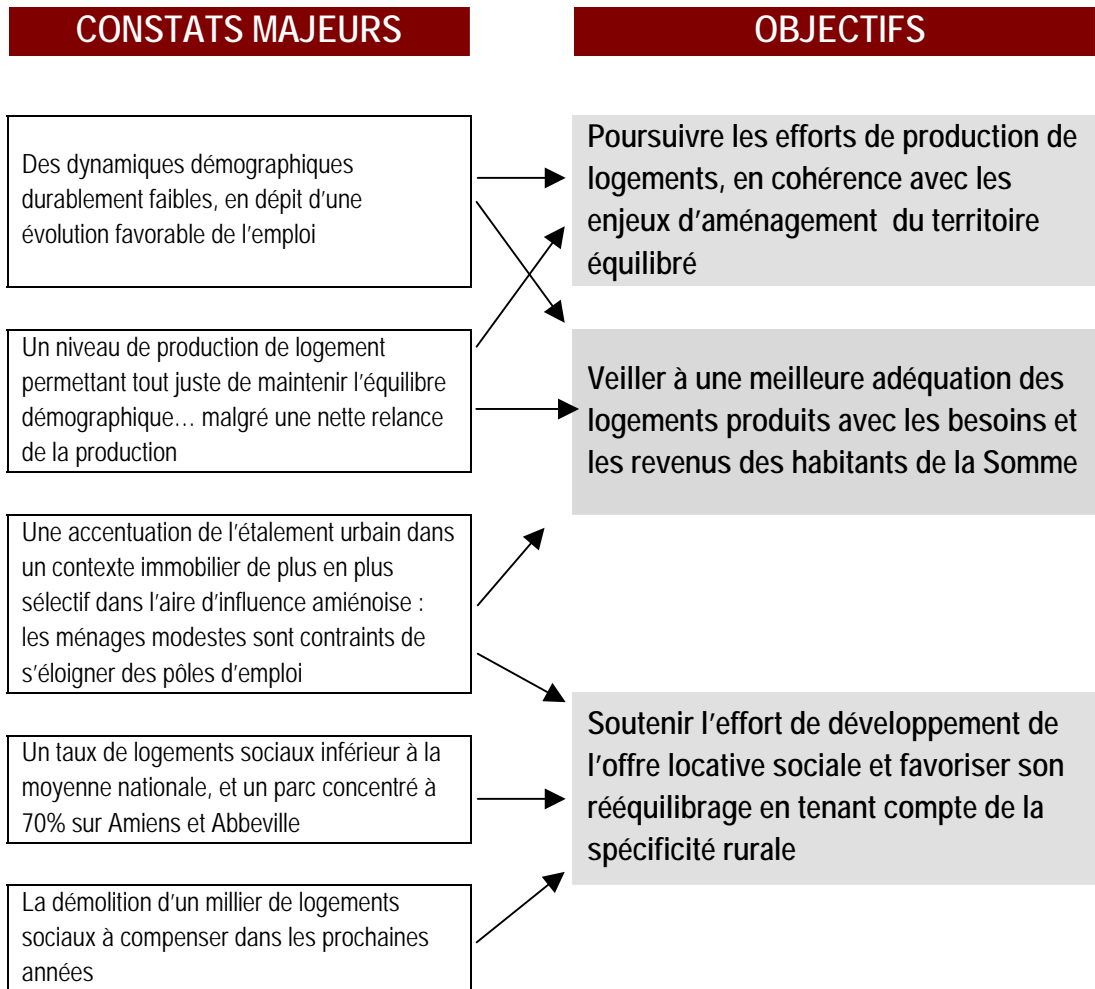 CONSTATS MAJEURS
OBJECTIFS
Des dynamiques démographiques
durablement faibles, en dépit d'une
évolution favorable de l'emploi
Poursuivre les efforts de production de
logements, en cohérence avec les
enjeux d'aménagement du territoire
équilibré
Un niveau de production de logement
permettant tout juste de maintenir l'équilibre
démographique… malgré une nette relance
de la production
Veiller à une meilleure adéquation des
logements produits avec les besoins et
les revenus des habitants de la Somme
Une accentuation de l'étalement urbain dans
un contexte immobilier de plus en plus
sélectif dans l'aire d'influence amiénoise :
les ménages modestes sont contraints de
s'éloigner des pôles d'emploi
Soutenir l'effort de développement de
l'offre locative sociale et favoriser son
rééquilibrage en tenant compte de la
spécificité rurale
Un taux de logements sociaux inférieur à la
moyenne nationale, et un parc concentré à
70% sur Amiens et Abbeville
La démolition d'un millier de logements
sociaux à compenser dans les prochaines
années